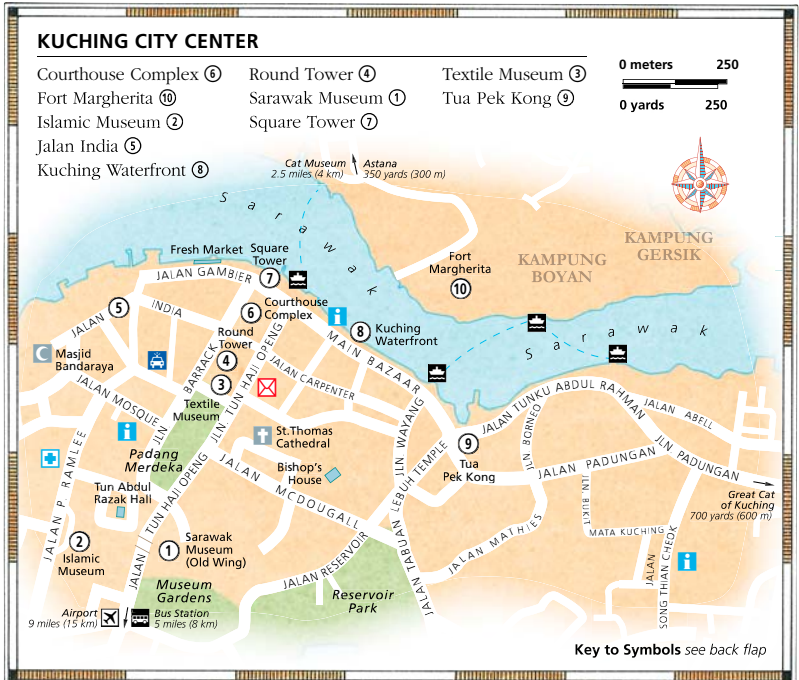 KUCHING CITY CENTER
Courthouse Complex 6
Fort Margherita 10
Islamic Museum 2
Jalan India 5
Kuching Waterfront 8
Round Tower 4
Sarawak Museum 1
Square Tower 7
Textile Museum 3
Tua Pek Kong 9
0 meters 250
0 yards 250
Cat Museum
2.5 miles (4 km)
Astana
350 yards (300 m)
Sarawak
Fresh Market
Square
Tower
7
JALAN GAMBIER
Fort
Margherita
10
KAMPUNG
BOYAN
KAMPUNG
GERSIK
5
JALAN INDIA
6
Courthouse
Complex
i
8
Kuching
Waterfront
Sarawak
Round
Tower
4
MAIN BAZAAR
Masjid
Bandaraya
JLN BARRACK
3
Textile
Museum
JLN. TUN HAJI OPENG
JALAN CARPENTER
JALAN MOSQUE
i
St.Thomas
Cathedral
JLN. WAYANG
JALAN TUNKU ABDUL RAHMAN
JALAN ABELL
JLN BORNEO
9
Tua
Pek Kong
JALAN PADUNGAN
JLN PADUNGAN
Great Cat
of Kuching
700 yards (600 m)
Padang
Merdeka
JALAN P. RAMLEE
Tun Abdul
Razak Hall
Bishop's
House
JALAN MCDOUGALL
LEBUH TEMPLE
JLN BUKIT
MATA KUCHING
JALAN MATHIES
JALAN TUN HAJI OPENG
2
Islamic
Museum
1
Sarawak
Museum
(Old Wing)
JALAN RESERVOIR
JALAN TABUAN
i
JALAN
SONG THIAN CHEOK
Museum
Gardens
Reservoir
Park
Airport
9 miles (15 km)
Bus Station
5 miles (8 km)
Key to Symbols see back flap